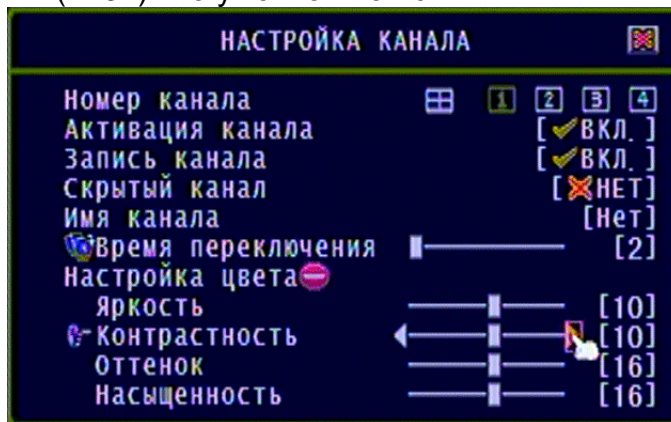 НАСТРОЙКА КАНАЛА
Номер канала 1 2 3 4
Активация канала [ВКЛ.]
Запись канала [ВКЛ.]
Скрытый канал [НЕТ]
Имя канала [Нет]
Время переключения [2]
Настройка цвета
Яркость [10]
Контрастность [10]
Оттенок [16]
Насыщенность [16]